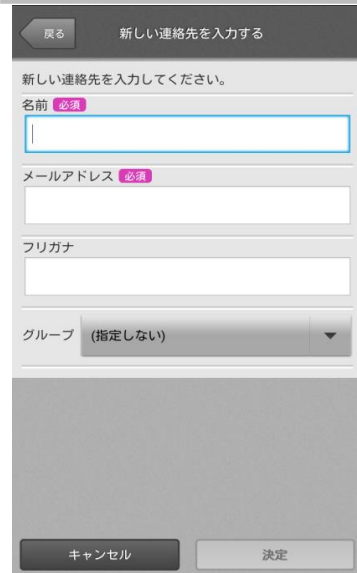 戻る 新しい連絡先を入力する
新しい連絡先を入力してください。
名前 必須
メールアドレス 必須
フリガナ
グループ (指定しない)
キャンセル 決定